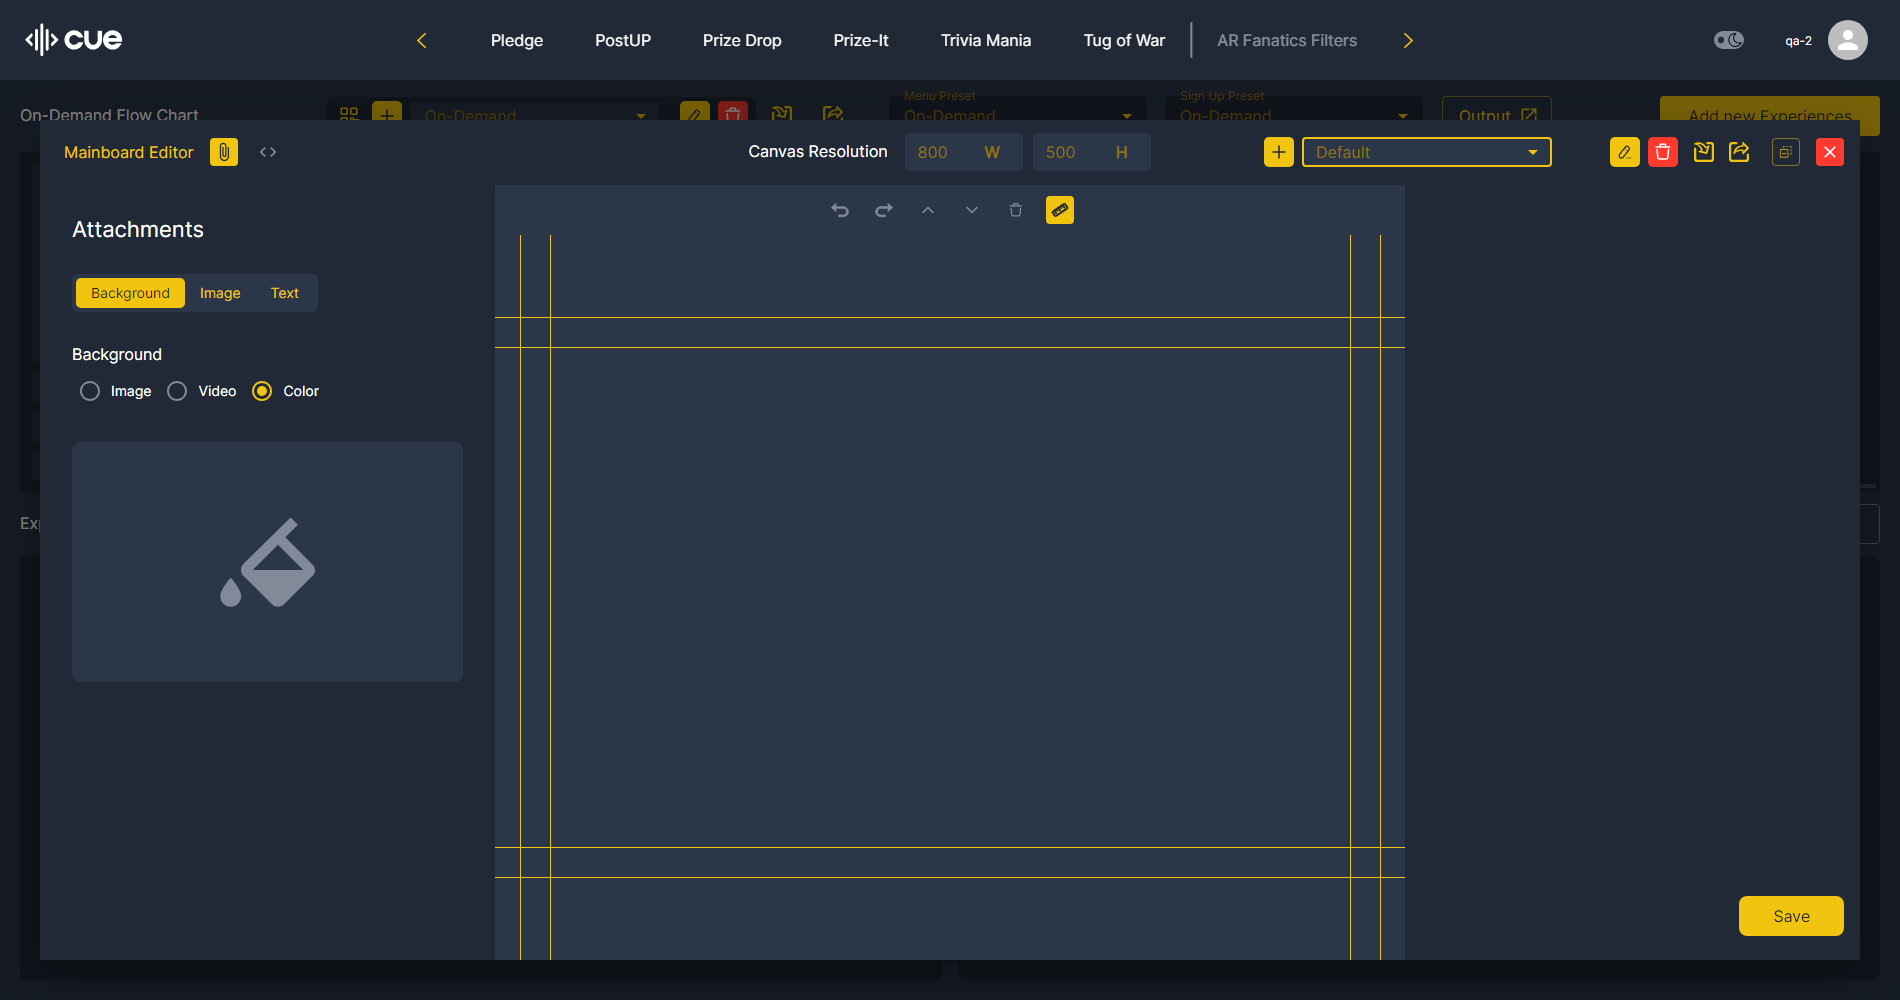 cue
Pledge
PostUP
Prize Drop
Prize-It
Trivia Mania
Tug of War
AR Fanatics Filters
qa-2
On-Demand Flow Chart
On-Demand
Menu Preset
On-Demand
Sign Up Preset
On-Demand
Output
Add new Experiences
Mainboard Editor
Canvas Resolution
800 W
500 H
Default
Attachments
Background
Image
Text
Background
Image
Video
Color
Save